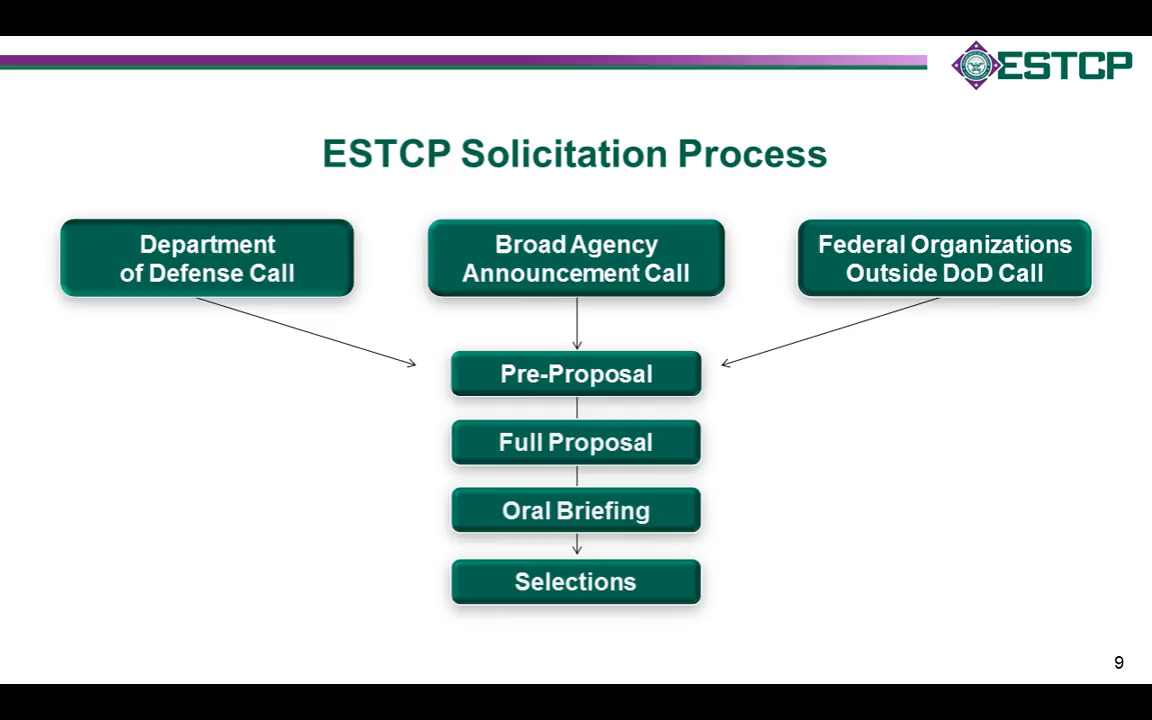 ESTCP
ESTCP Solicitation Process
Department
of Defense Call
Broad Agency
Announcement Call
Federal Organizations
Outside DoD Call
Pre-Proposal
Full Proposal
Oral Briefing
Selections
9